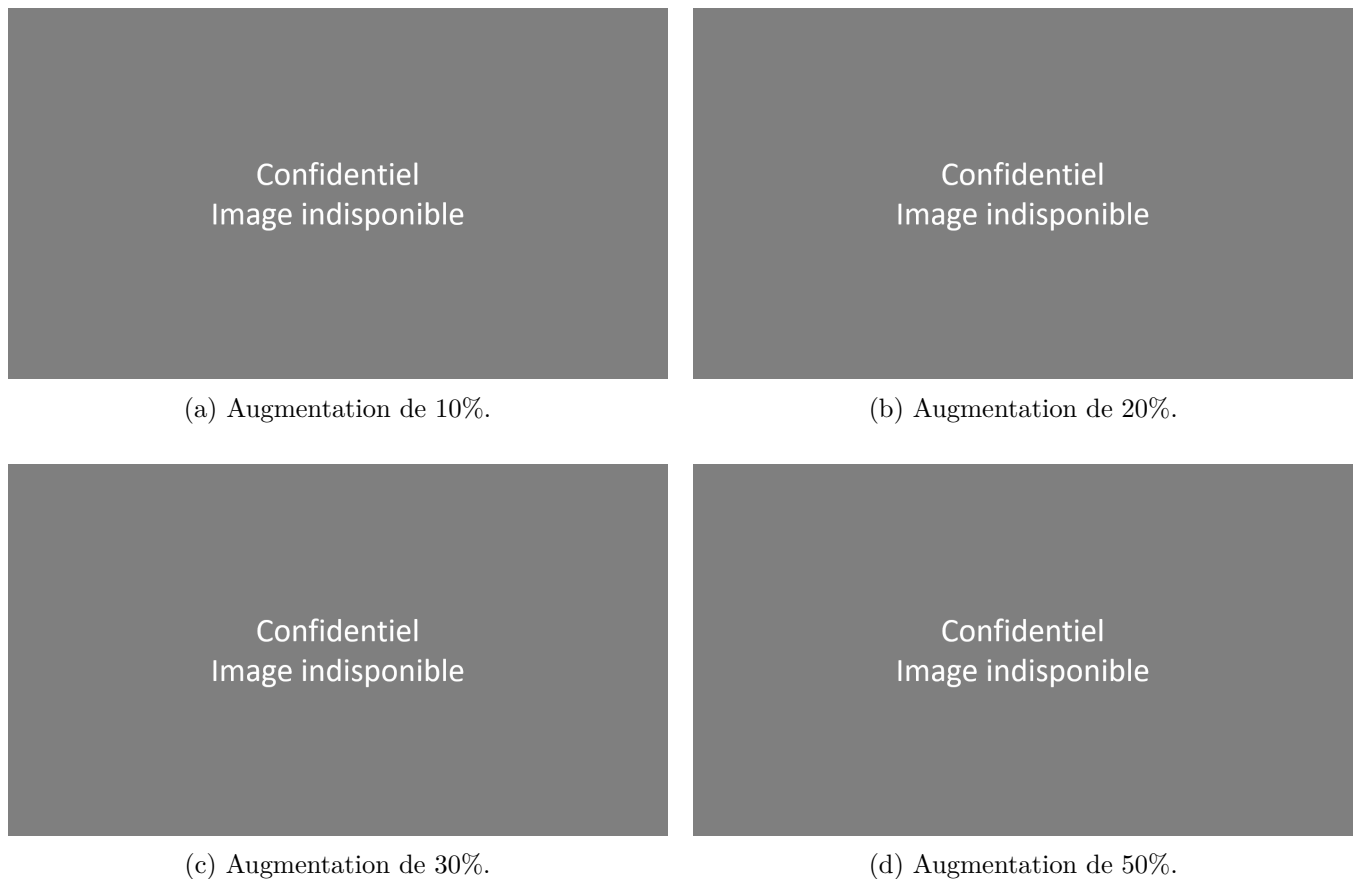 Confidentiel
Image indisponible
Confidentiel
Image indisponible
(a) Augmentation de 10%.
(b) Augmentation de 20%.
Confidentiel
Image indisponible
Confidentiel
Image indisponible
(c) Augmentation de 30%.
(d) Augmentation de 50%.